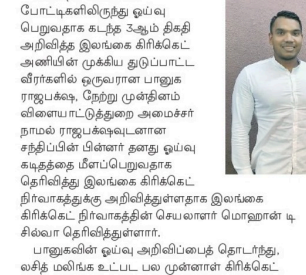 போட்டிகளிலிருந்து ஓய்வு
பெறுவதாக கடந்த 3ஆம் திகதி
அறிவித்த இலங்கை கிரிக்கெட்
அணியின் முக்கிய துடுப்பாட்ட
வீரர்களில் ஒருவரான பானுக
ராஜபக்‌ஷ, நேற்று முன்தினம்
விளையாட்டுத்துறை அமைச்சர்
நாமல் ராஜபக்‌ஷவுடனான
சந்திப்பின் பின்னர் தனது ஓய்வு
கடிதத்தை மீளப்பெறுவதாக
தெரிவித்து இலங்கை கிரிக்கெட்
நிர்வாகத்துக்கு அறிவித்துள்ளதாக இலங்கை
கிரிக்கெட் நிர்வாகத்தின் செயலாளர் மொஹான் டி
சில்வா தெரிவித்துள்ளார்.
பானுகவின் ஓய்வு அறிவிப்பைத் தொடர்ந்து,
லசித் மலிங்க உட்பட பல முன்னாள் கிரிக்கெட்